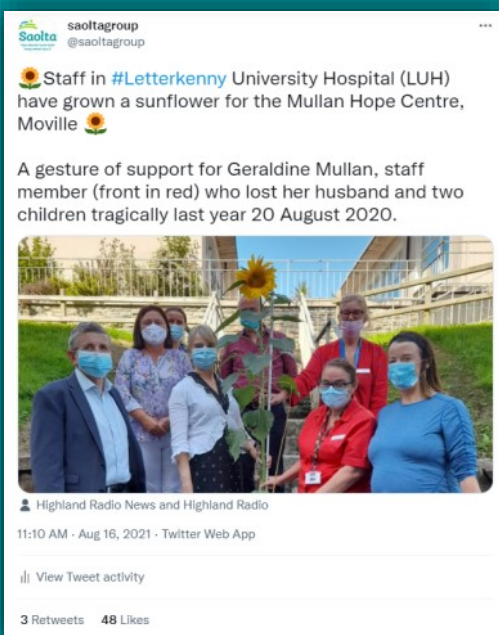 saoltagroup
Saolta
@saoltagroup
🌻Staff in #Letterkenny University Hospital (LUH)
have grown a sunflower for the Mullan Hope Centre,
Moville 🌻
A gesture of support for Geraldine Mullan, staff
member (front in red) who lost her husband and two
children tragically last year 20 August 2020.
Highland Radio News and Highland Radio
11:10 AM · Aug 16, 2021 · Twitter Web App
View Tweet activity
3 Retweets 48 Likes